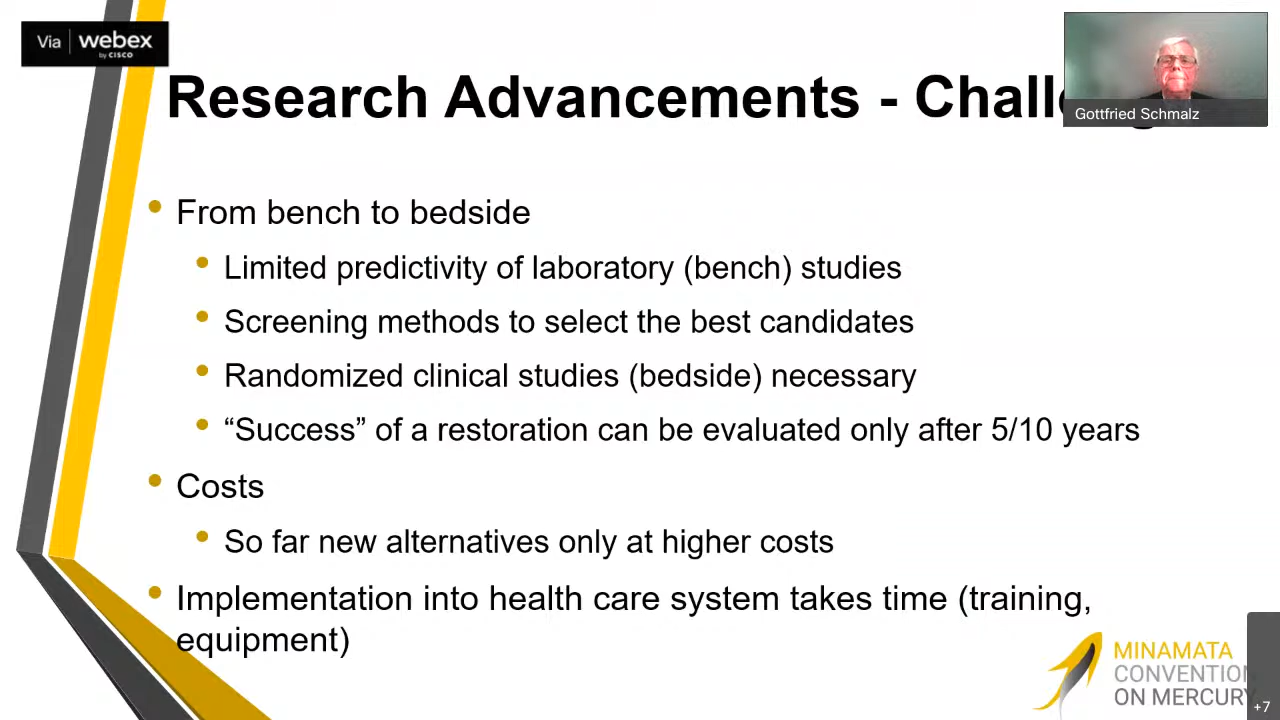 Via webex
by CISCO
Research Advancements - Chall
Gottfried Schmalz
From bench to bedside
Limited predictivity of laboratory (bench) studies
Screening methods to select the best candidates
Randomized clinical studies (bedside) necessary
“Success” of a restoration can be evaluated only after 5/10 years
Costs
So far new alternatives only at higher costs
Implementation into health care system takes time (training,
equipment)
MINAMATA
CONVENTION
ON MERCURY
+7